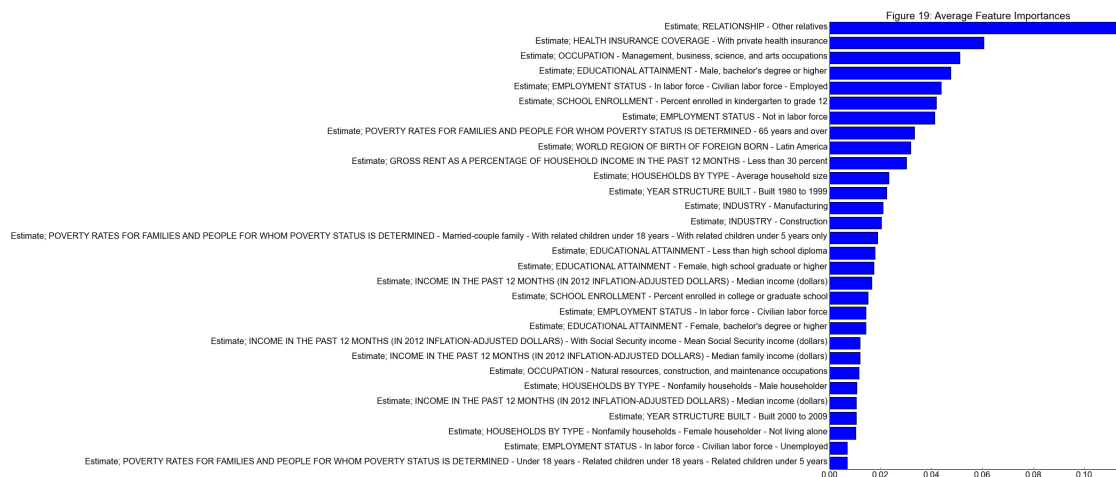 Figure 19: Average Feature Importances
Estimate; RELATIONSHIP - Other relatives
Estimate; HEALTH INSURANCE COVERAGE - With private health insurance
Estimate; OCCUPATION - Management, business, science, and arts occupations
Estimate; EDUCATIONAL ATTAINMENT - Male, bachelor's degree or higher
Estimate; EMPLOYMENT STATUS - In labor force - Civilian labor force - Employed
Estimate; SCHOOL ENROLLMENT - Percent enrolled in kindergarten to grade 12
Estimate; EMPLOYMENT STATUS - Not in labor force
Estimate; POVERTY RATES FOR FAMILIES AND PEOPLE FOR WHOM POVERTY STATUS IS DETERMINED - 65 years and over
Estimate; WORLD REGION OF BIRTH OF FOREIGN BORN - Latin America
Estimate; GROSS RENT AS A PERCENTAGE OF HOUSEHOLD INCOME IN THE PAST 12 MONTHS - Less than 30 percent
Estimate; HOUSEHOLDS BY TYPE - Average household size
Estimate; YEAR STRUCTURE BUILT - Built 1980 to 1999
Estimate; INDUSTRY - Manufacturing
Estimate; INDUSTRY - Construction
Estimate; POVERTY RATES FOR FAMILIES AND PEOPLE FOR WHOM POVERTY STATUS IS DETERMINED - Married-couple family - With related children under 18 years - With related children under 5 years only
Estimate; EDUCATIONAL ATTAINMENT - Less than high school diploma
Estimate; EDUCATIONAL ATTAINMENT - Female, high school graduate or higher
Estimate; INCOME IN THE PAST 12 MONTHS (IN 2012 INFLATION-ADJUSTED DOLLARS) - Median income (dollars)
Estimate; SCHOOL ENROLLMENT - Percent enrolled in college or graduate school
Estimate; EMPLOYMENT STATUS - In labor force - Civilian labor force
Estimate; EDUCATIONAL ATTAINMENT - Female, bachelor's degree or higher
Estimate; INCOME IN THE PAST 12 MONTHS (IN 2012 INFLATION-ADJUSTED DOLLARS) - With Social Security income - Mean Social Security income (dollars)
Estimate; INCOME IN THE PAST 12 MONTHS (IN 2012 INFLATION-ADJUSTED DOLLARS) - Median family income (dollars)
Estimate; OCCUPATION - Natural resources, construction, and maintenance occupations
Estimate; HOUSEHOLDS BY TYPE - Nonfamily households - Male householder
Estimate; INCOME IN THE PAST 12 MONTHS (IN 2012 INFLATION-ADJUSTED DOLLARS) - Median income (dollars)
Estimate; YEAR STRUCTURE BUILT - Built 2000 to 2009
Estimate; HOUSEHOLDS BY TYPE - Nonfamily households - Female householder - Not living alone
Estimate; EMPLOYMENT STATUS - In labor force - Civilian labor force - Unemployed
Estimate; POVERTY RATES FOR FAMILIES AND PEOPLE FOR WHOM POVERTY STATUS IS DETERMINED - Under 18 years - Related children under 18 years - Related children under 5 years
0.00 0.02 0.04 0.06 0.08 0.10